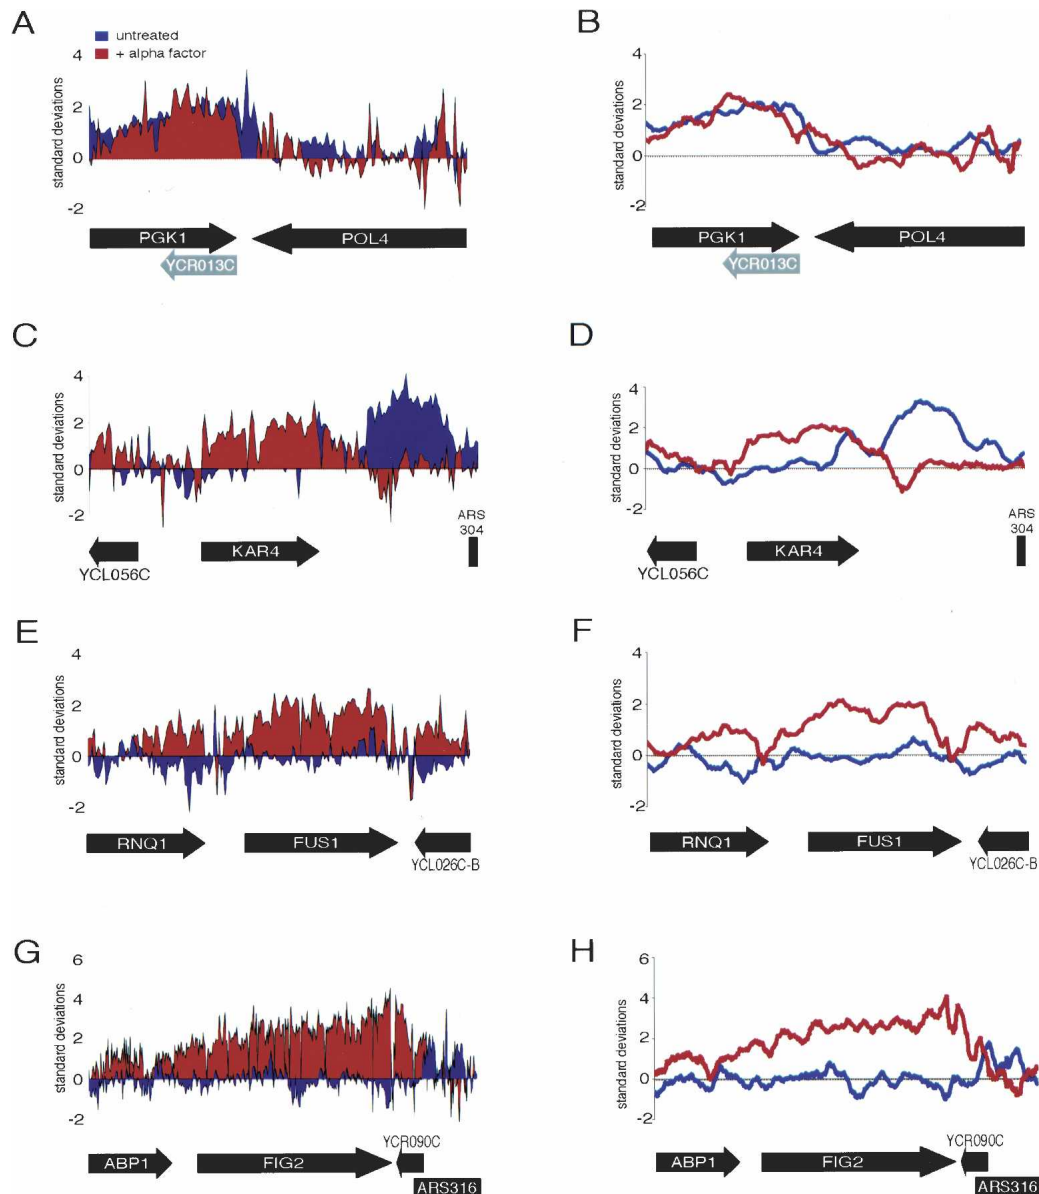 A
untreated
+ alpha factor
standard deviations
4
2
0
-2
PGK1
POL4
YCR013C
B
standard deviations
4
2
0
-2
PGK1
POL4
YCR013C
C
standard deviations
4
2
0
-2
ARS
304
KAR4
YCL056C
D
standard deviations
4
2
0
-2
ARS
304
KAR4
YCL056C
E
standard deviations
4
2
0
-2
RNQ1
FUS1
YCL026C-B
F
standard deviations
4
2
0
-2
RNQ1
FUS1
YCL026C-B
G
standard deviations
6
4
2
0
-2
YCR090C
ABP1
FIG2
ARS316
H
standard deviations
6
4
2
0
-2
YCR090C
ABP1
FIG2
ARS316